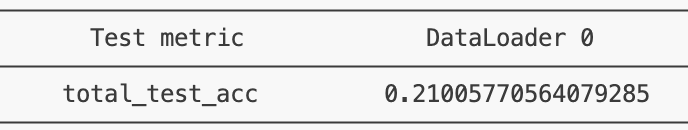 Test metric DataLoader 0
total_test_acc 0.21005770564079285